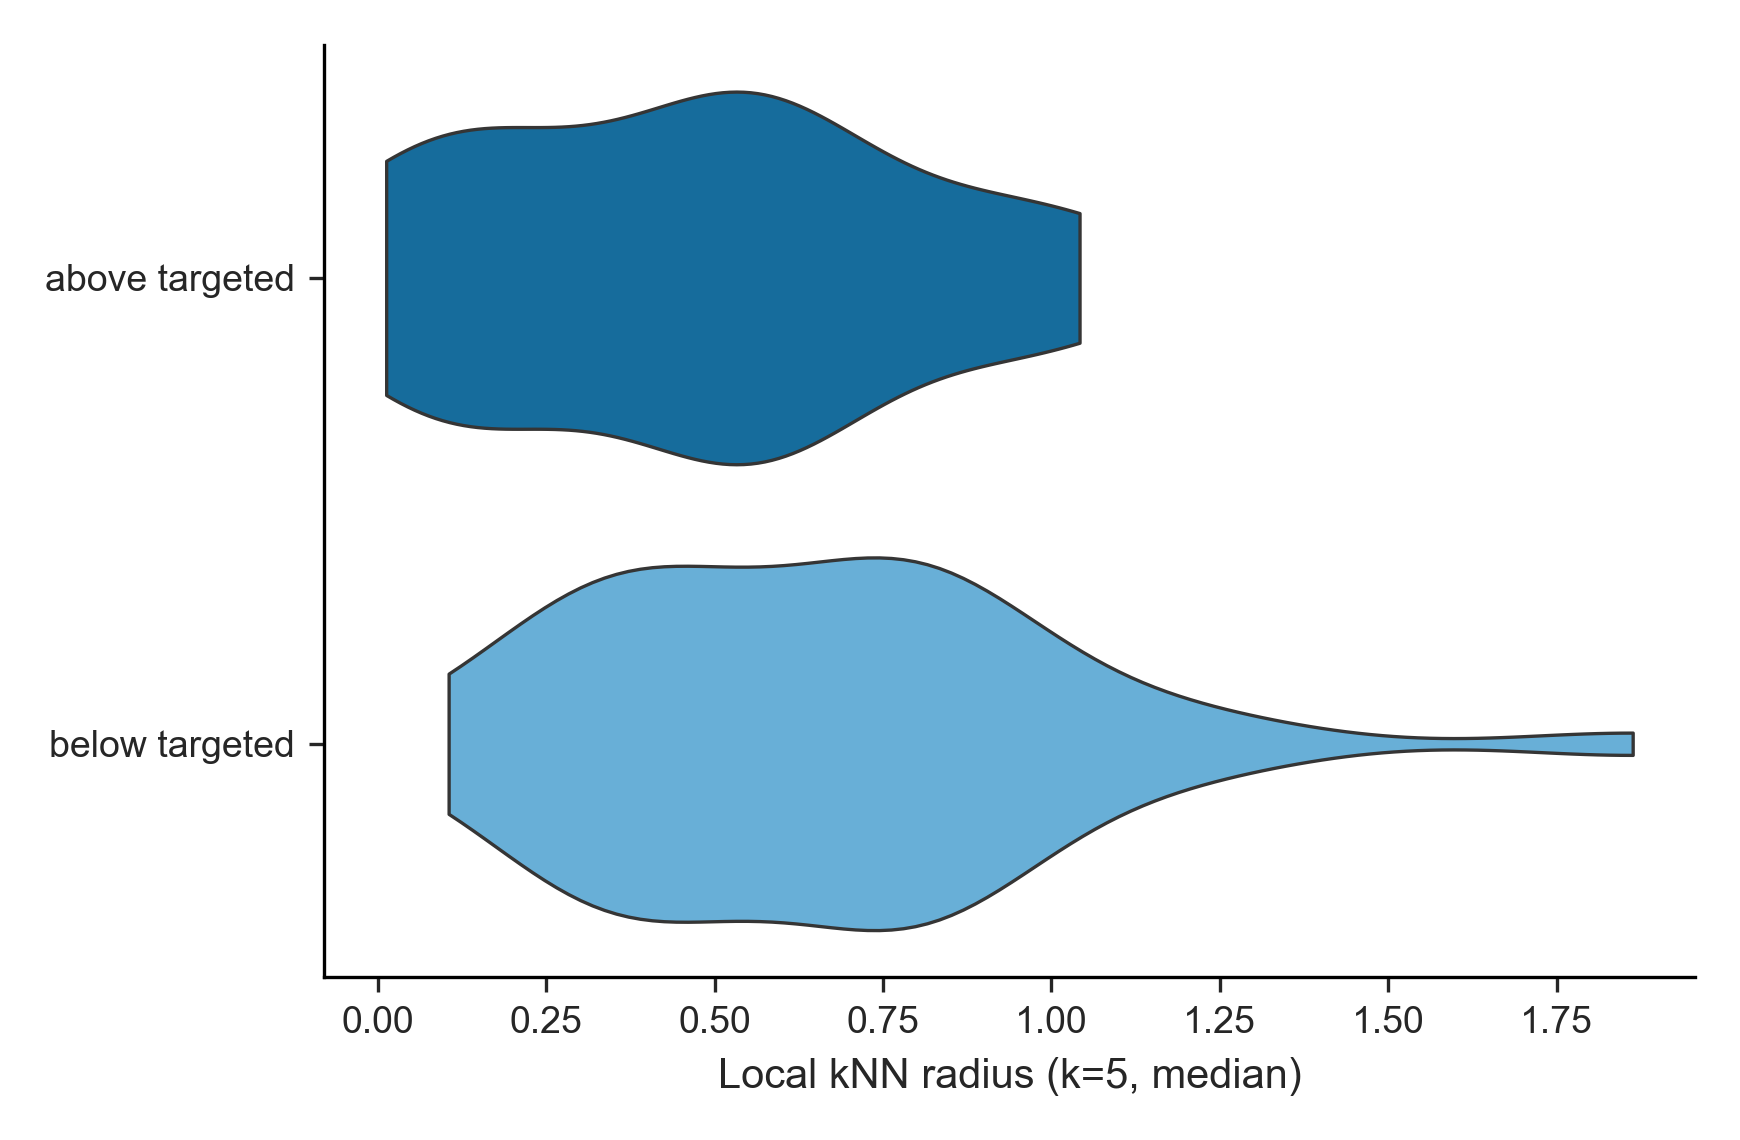 above targeted
below targeted
0.00 0.25 0.50 0.75 1.00 1.25 1.50 1.75
Local kNN radius (k=5, median)